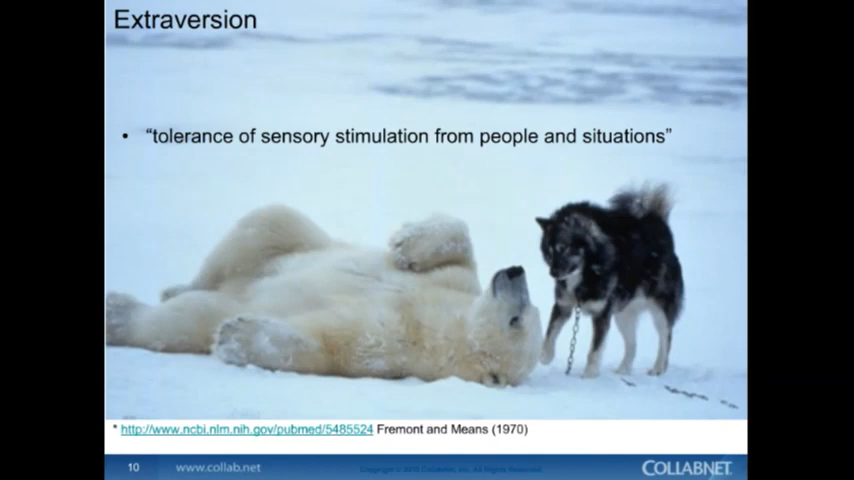 Extraversion
• “tolerance of sensory stimulation from people and situations”
* http://www.ncbi.nlm.nih.gov/pubmed/5485524 Fremont and Means (1970)
10 www.collab.net COLLABNET